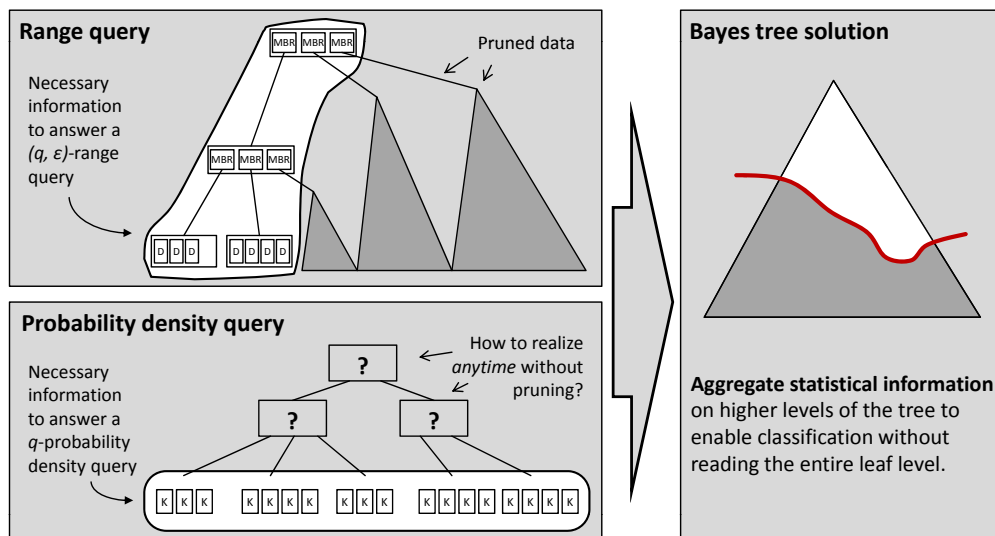 Range query
MBR MBR MBR
Pruned data
Necessary
information
to answer a
(q, ε)-range
query
MBR MBR MBR
D D D D D D D
Probability density query
Necessary
information
to answer a
q-probability
density query
How to realize
anytime without
pruning?
?
? ?
K K K K K K K K K K K K K K K K K K
Bayes tree solution
Aggregate statistical information
on higher levels of the tree to
enable classification without
reading the entire leaf level.